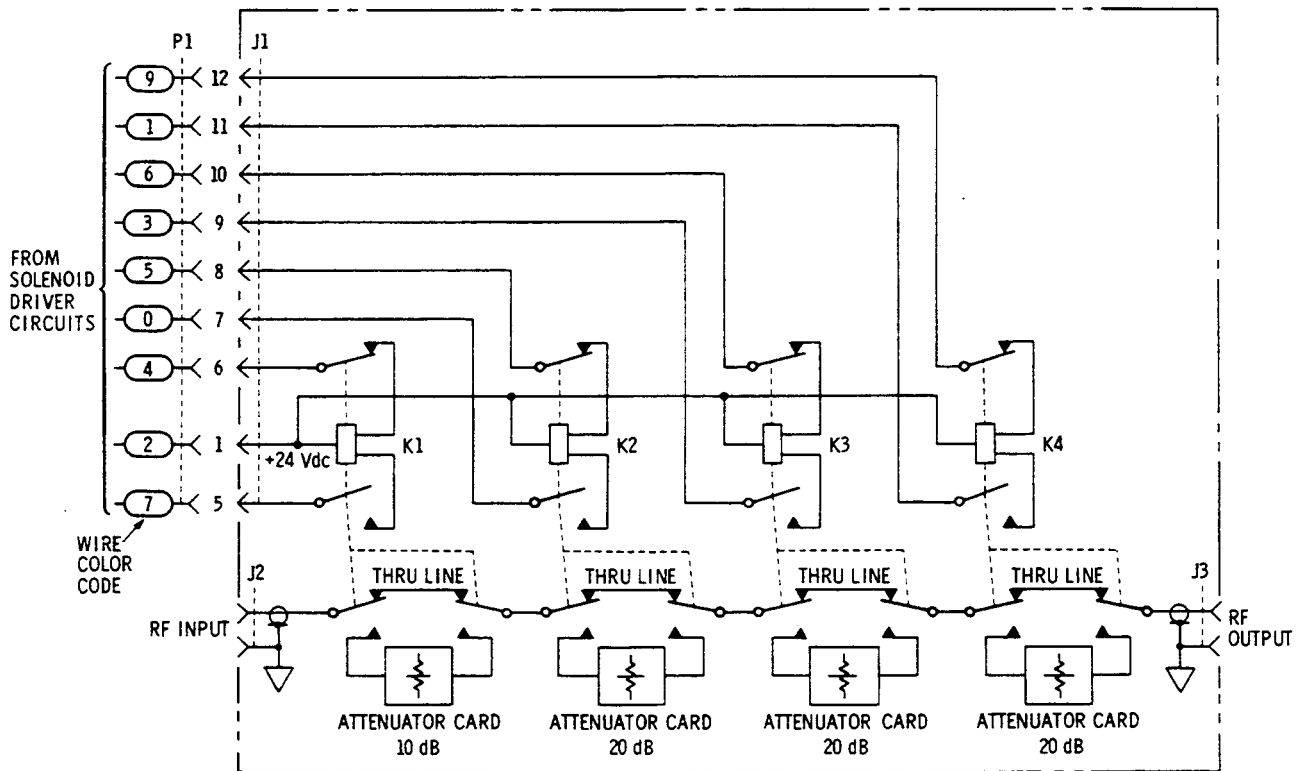 P1 J1
9 12
1 11
6 10
3 9
5 8
0 7
4 6
2 1
7 5
FROM
SOLENOID
DRIVER
CIRCUITS
+24 Vdc
K1 K2 K3 K4
WIRE
COLOR
CODE
J2
THRU LINE THRU LINE THRU LINE THRU LINE
J3
RF INPUT
RF
OUTPUT
ATTENUATOR CARD
10 dB
ATTENUATOR CARD
20 dB
ATTENUATOR CARD
20 dB
ATTENUATOR CARD
20 dB